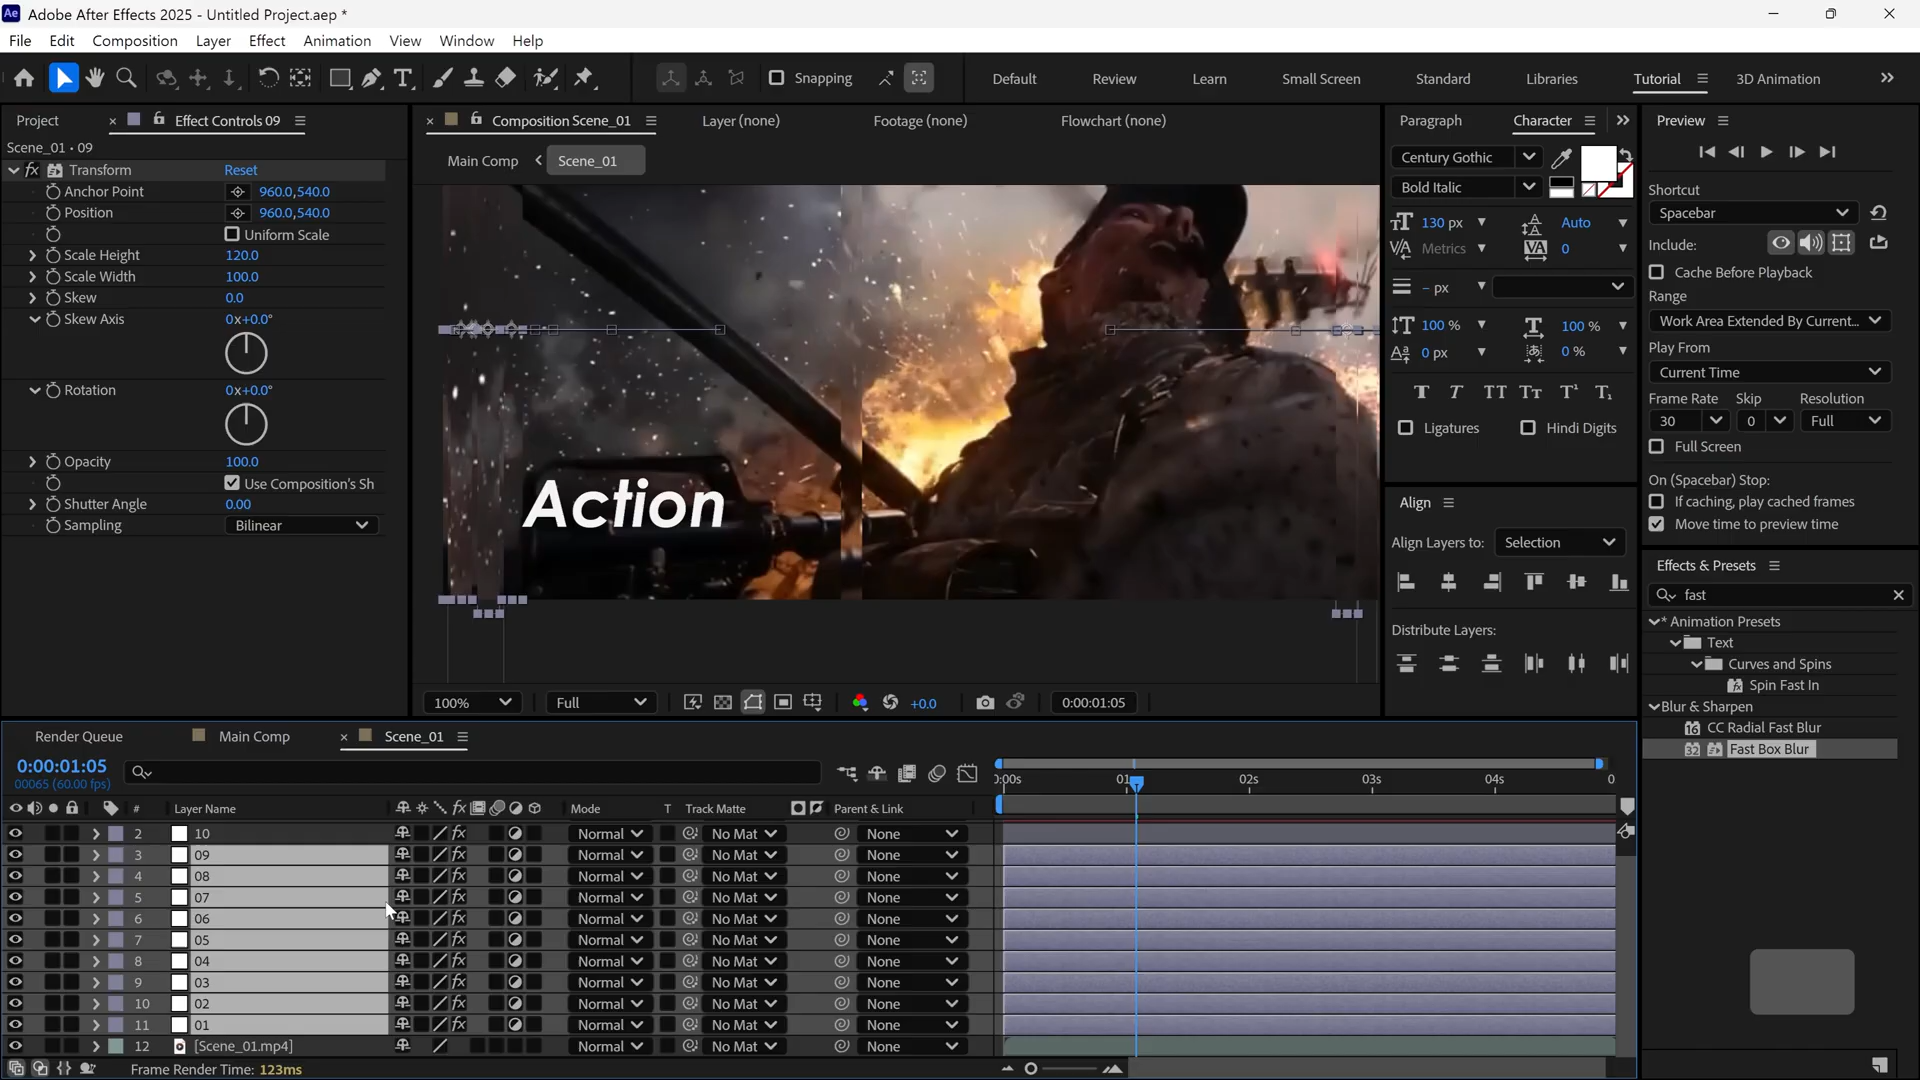 Adobe After Effects 2025 - Untitled Project.aep *
File Edit Composition Layer Effect Animation View Window Help
Snapping Default Review Learn Small Screen Standard Libraries Tutorial 3D Animation
Project Effect Controls 09
Scene_01 • 09
Transform Reset
Anchor Point 960.0,540.0
Position 960.0,540.0
Uniform Scale
Scale Height 120.0
Scale Width 100.0
Skew 0.0
Skew Axis 0x+0.0°
Rotation 0x+0.0°
Opacity 100.0
Use Composition's Sh
Shutter Angle 0.00
Sampling Bilinear
Composition Scene_01 Layer (none) Footage (none) Flowchart (none)
Main Comp Scene_01
Action
100% Full +0.0 0:00:01:05
Paragraph Character
Century Gothic
Bold Italic
130 px Auto
Metrics 0
– px
100 % 100 %
0 px 0 %
Ligatures Hindi Digits
Align
Align Layers to: Selection
Distribute Layers:
Preview
Shortcut
Spacebar
Include:
Cache Before Playback
Range
Work Area Extended By Current...
Play From
Current Time
Frame Rate Skip Resolution
30 0 Full
Full Screen
On (Spacebar) Stop:
If caching, play cached frames
Move time to preview time
Effects & Presets
fast
* Animation Presets
Text
Curves and Spins
Spin Fast In
Blur & Sharpen
CC Radial Fast Blur
Fast Box Blur
Render Queue Main Comp Scene_01
0:00:01:05
00065 (60.00 fps)
):00s 01 02s 03s 04s 0
# Layer Name Mode T Track Matte Parent & Link
2 10 Normal No Mat None
3 09 Normal No Mat None
4 08 Normal No Mat None
5 07 Normal No Mat None
6 06 Normal No Mat None
7 05 Normal No Mat None
8 04 Normal No Mat None
9 03 Normal No Mat None
10 02 Normal No Mat None
11 01 Normal No Mat None
12 [Scene_01.mp4] Normal No Mat None
Frame Render Time: 123ms